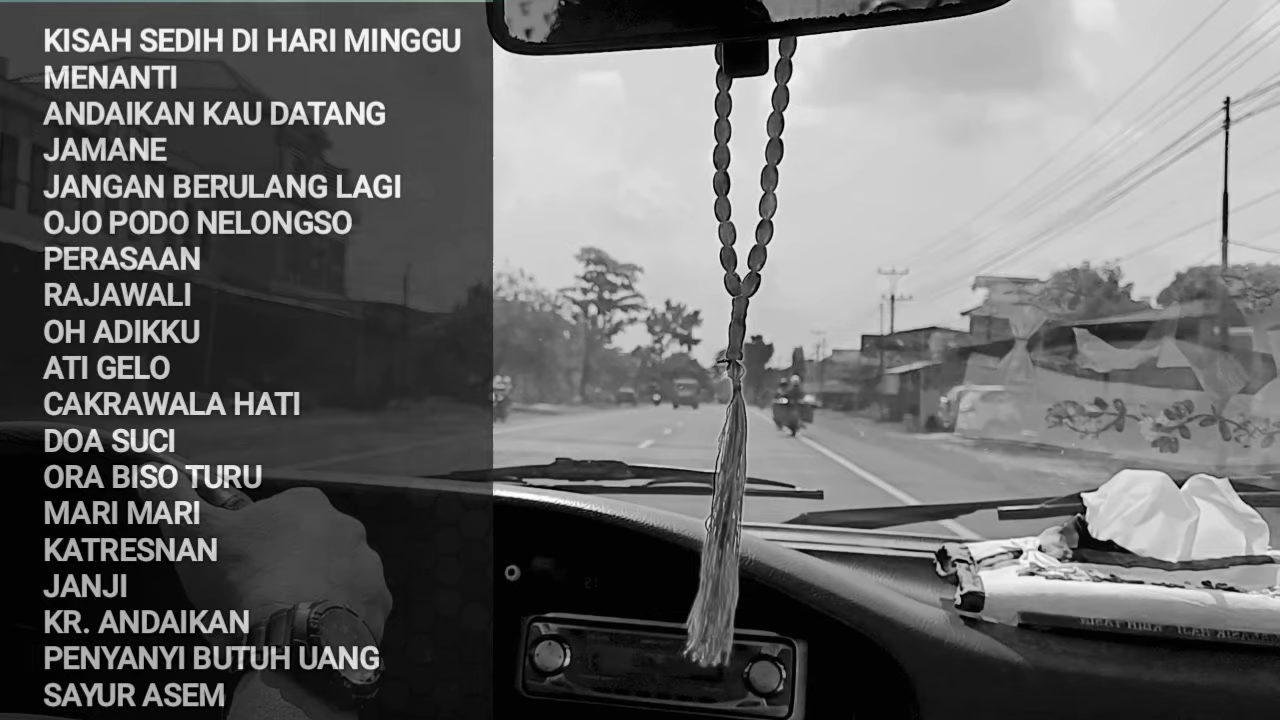 KISAH SEDIH DI HARI MINGGU
MENANTI
ANDAIKAN KAU DATANG
JAMANE
JANGAN BERULANG LAGI
OJO PODO NELONGSO
PERASAAN
RAJAWALI
OH ADIKKU
ATI GELO
CAKRAWALA HATI
DOA SUCI
ORA BISO TURU
MARI MARI
KATRESNAN
JANJI
KR. ANDAIKAN
PENYANYI BUTUH UANG
SAYUR ASEM